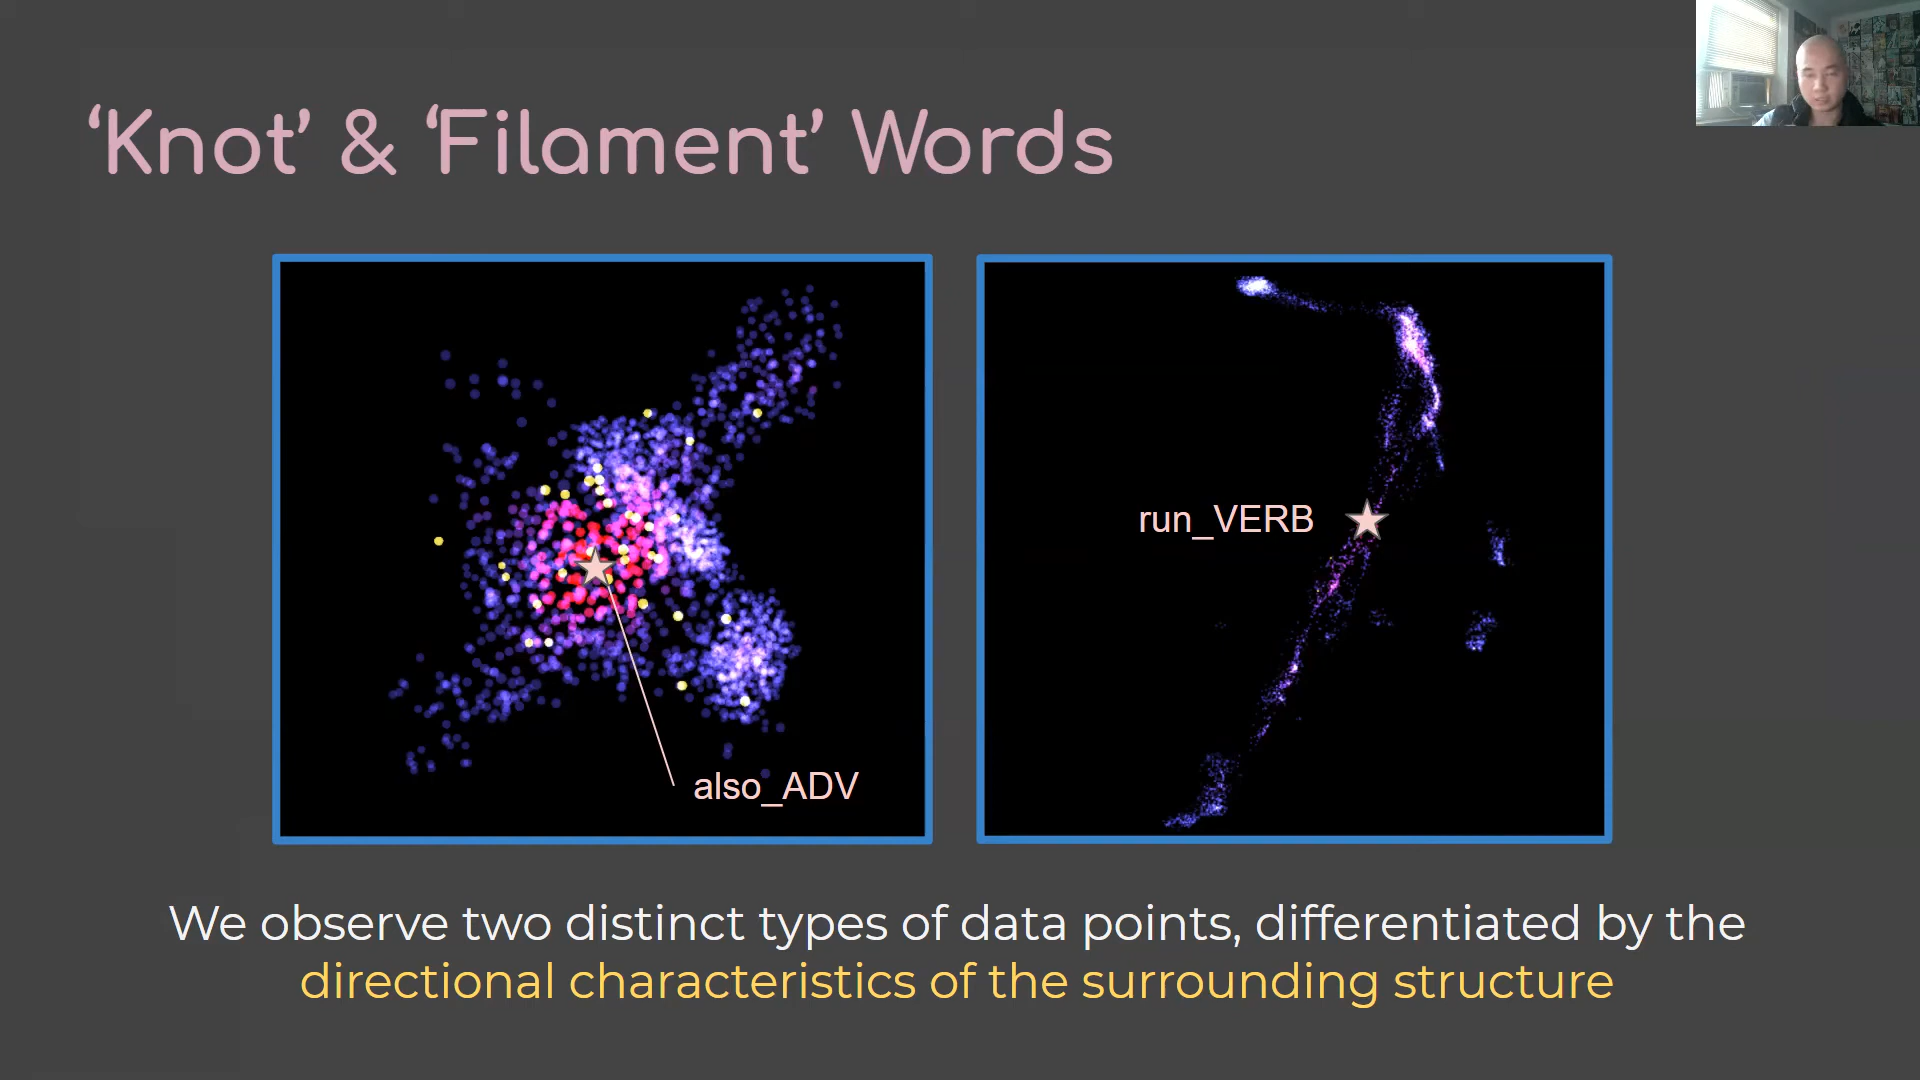 ‘Knot’ & ‘Filament’ Words
also_ADV
run_VERB
We observe two distinct types of data points, differentiated by the
directional characteristics of the surrounding structure